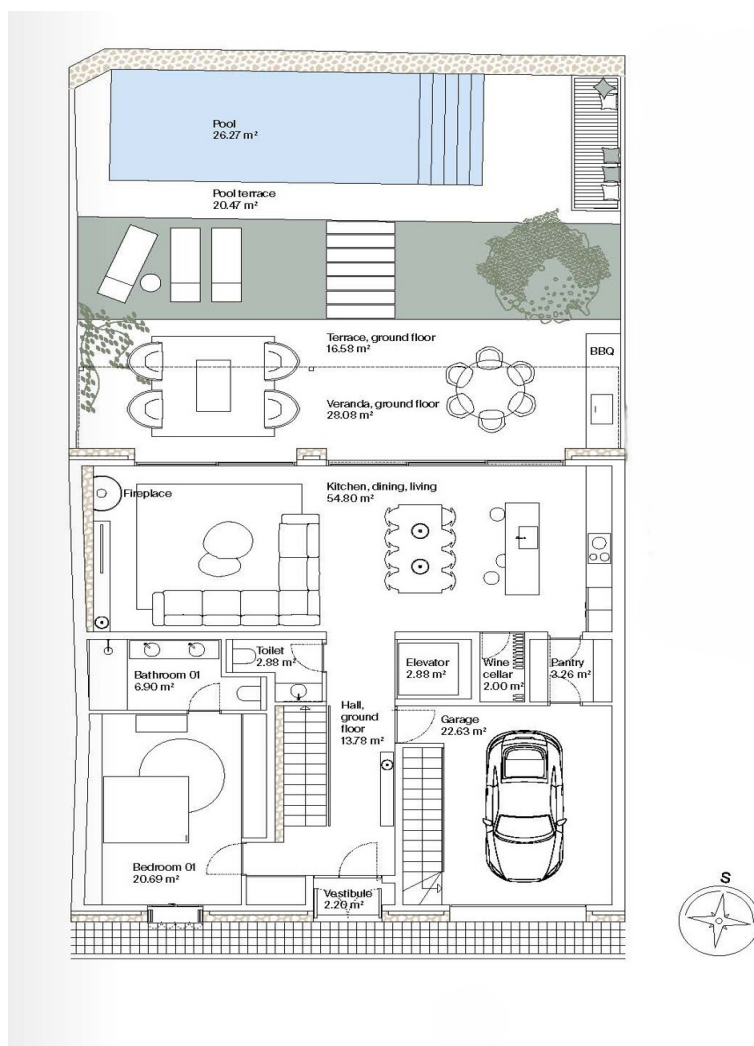 Pool
26.27 m²
Pool terrace
20.47 m²
Terrace, ground floor
16.58 m²
BBQ
Veranda, ground floor
28.08 m²
Kitchen, dining, living
54.80 m²
Fireplace
Toilet
2.88 m²
Bathroom 01
6.90 m²
Elevator
2.88 m²
Wine
cellar
2.00 m²
Pantry
3.26 m²
Hall,
ground
floor
13.78 m²
Garage
22.63 m²
Bedroom 01
20.69 m²
Vestibule
2.20 m²
S